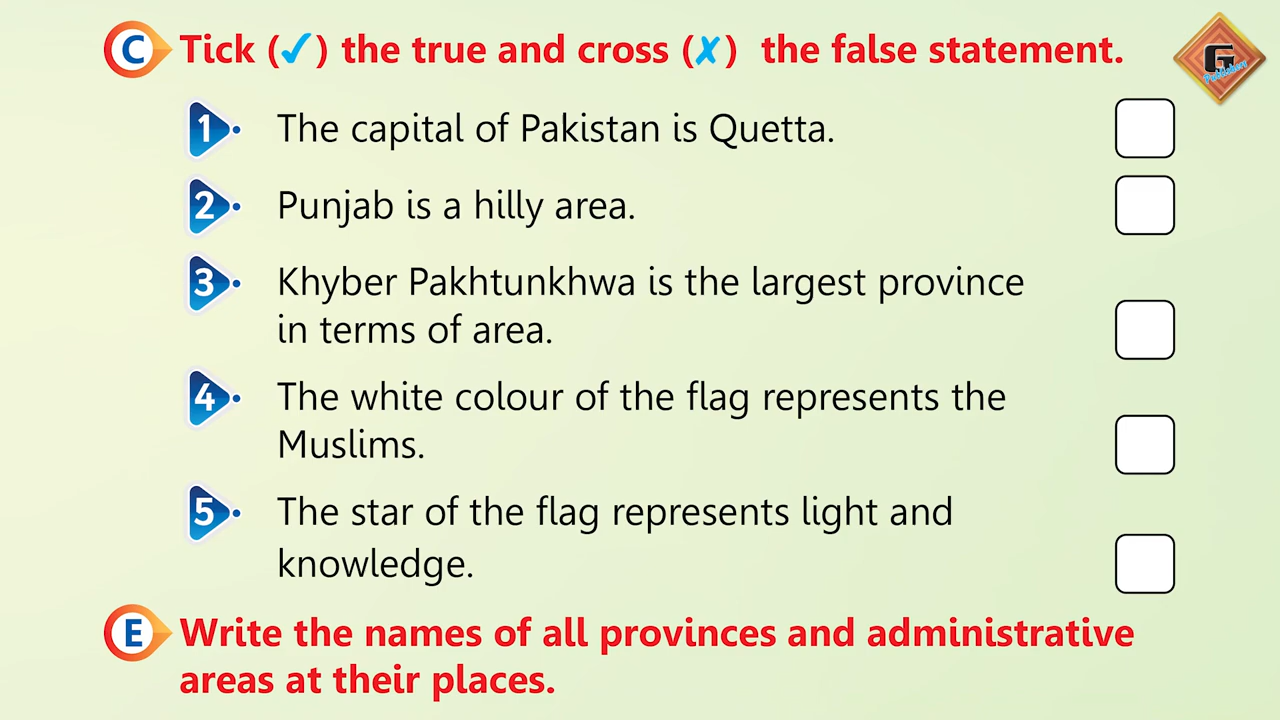 C Tick (✓) the true and cross (✗) the false statement.
1 The capital of Pakistan is Quetta.
2 Punjab is a hilly area.
3 Khyber Pakhtunkhwa is the largest province
in terms of area.
4 The white colour of the flag represents the
Muslims.
5 The star of the flag represents light and
knowledge.
E Write the names of all provinces and administrative
areas at their places.
G
Publishers